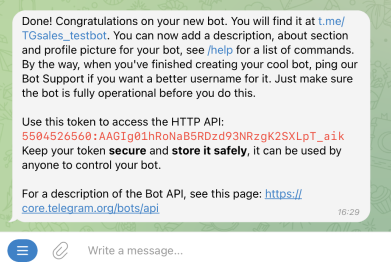 Done! Congratulations on your new bot. You will find it at t.me/
TGsales_testbot. You can now add a description, about section
and profile picture for your bot, see /help for a list of commands.
By the way, when you've finished creating your cool bot, ping our
Bot Support if you want a better username for it. Just make sure
the bot is fully operational before you do this.
Use this token to access the HTTP API:
5504526560:AAGIg01hRoNaB5RDzd93NRzgK2SXLpT_aik
Keep your token secure and store it safely, it can be used by
anyone to control your bot.
For a description of the Bot API, see this page: https://
core.telegram.org/bots/api
16:29
Write a message...